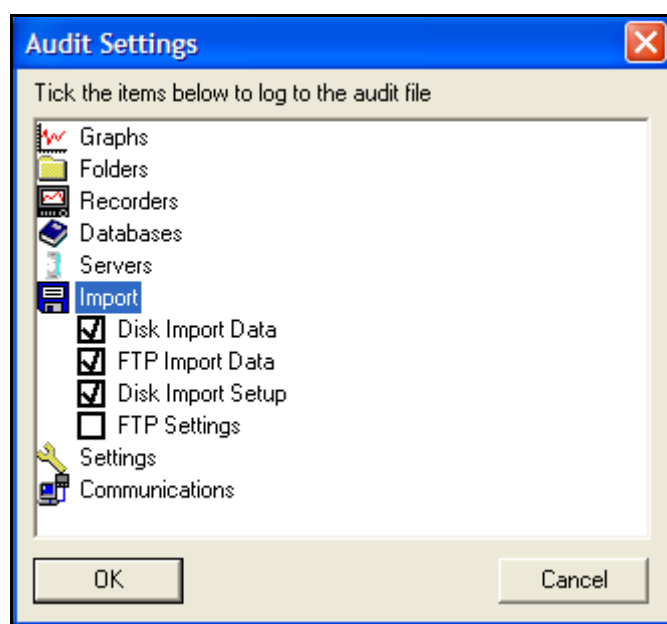 Audit Settings
Tick the items below to log to the audit file
Graphs
Folders
Recorders
Databases
Servers
Import
Disk Import Data
FTP Import Data
Disk Import Setup
FTP Settings
Settings
Communications
OK Cancel